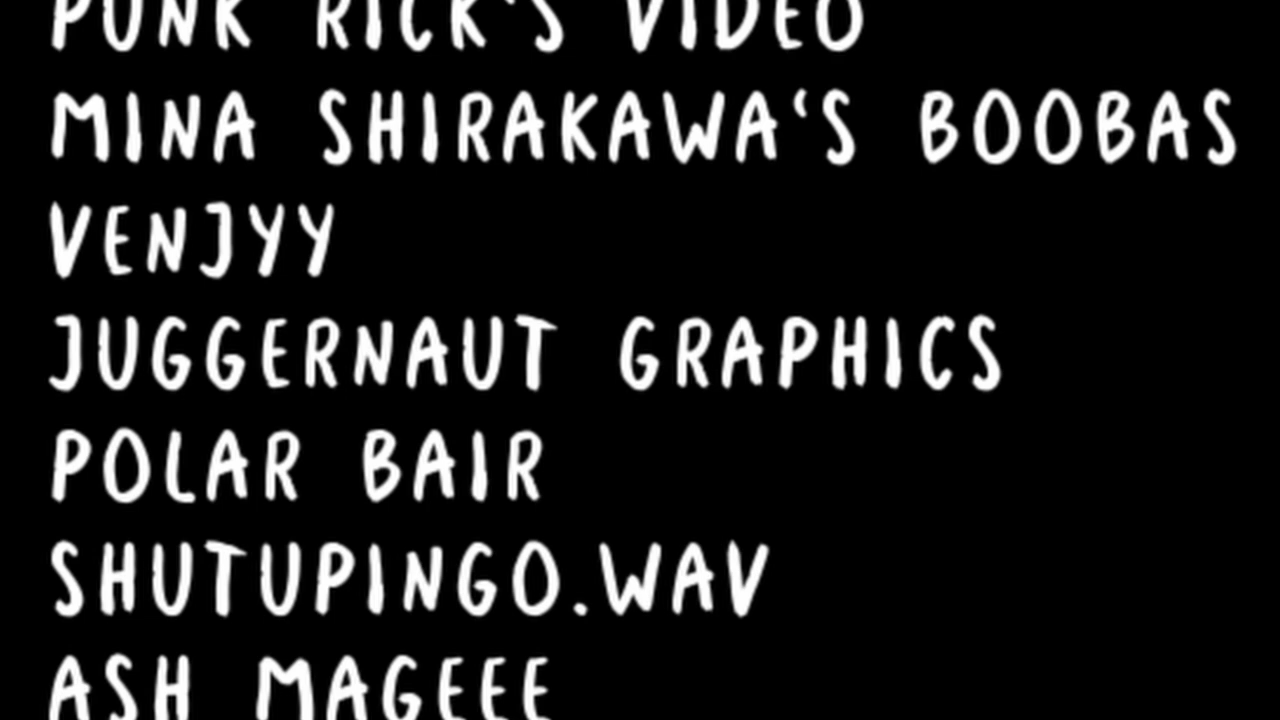 PUNK RICK'S VIDEO
MINA SHIRAKAWA‘S BOOBAS
VENJYY
JUGGERNAUT GRAPHICS
POLAR BAIR
SHUTUPINGO.WAV
ASH MAGEEE